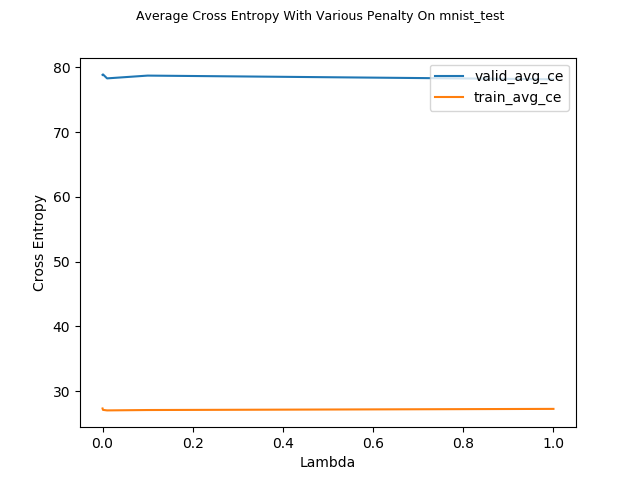 Average Cross Entropy With Various Penalty On mnist_test
valid_avg_ce
train_avg_ce
80
70
60
50
40
30
Cross Entropy
0.0
0.2
0.4
0.6
0.8
1.0
Lambda